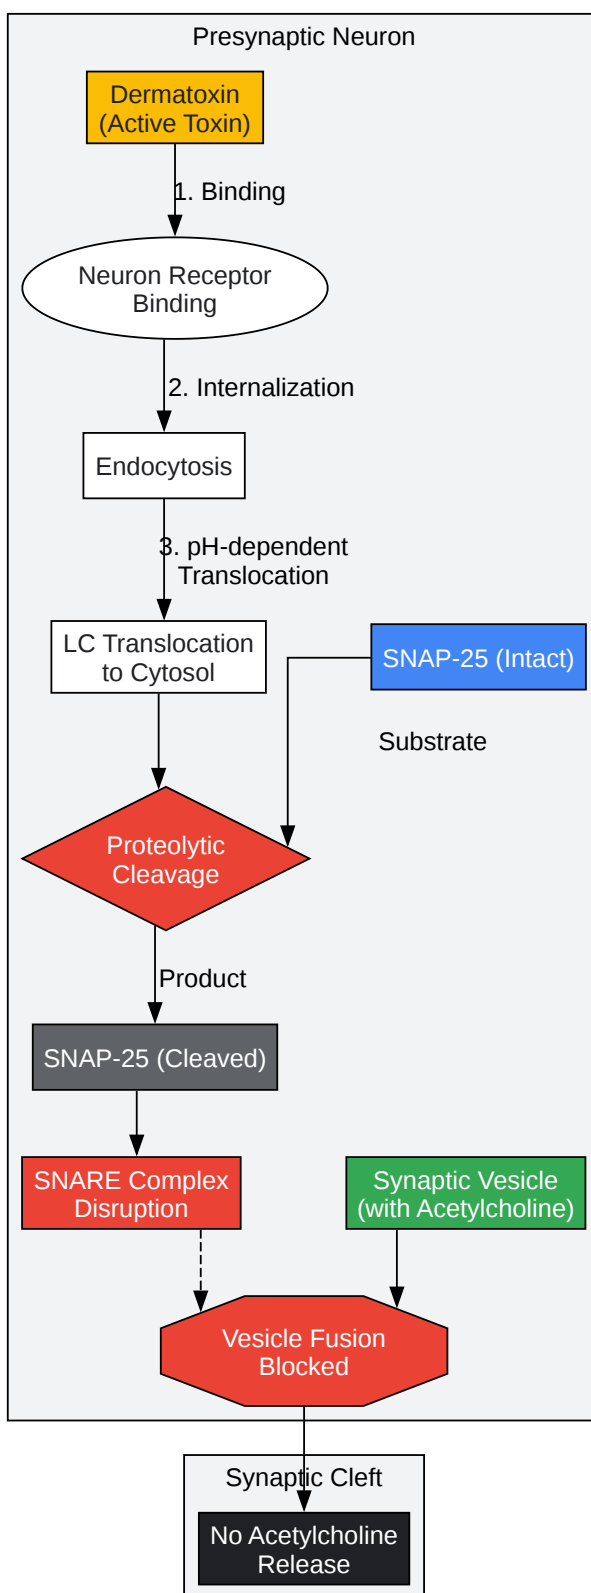 Presynaptic Neuron
Dermatoxin
(Active Toxin)
1. Binding
Neuron Receptor
Binding
2. Internalization
Endocytosis
3. pH-dependent
Translocation
LC Translocation
to Cytosol
SNAP-25 (Intact)
Substrate
Proteolytic
Cleavage
Product
SNAP-25 (Cleaved)
SNARE Complex
Disruption
Synaptic Vesicle
(with Acetylcholine)
Vesicle Fusion
Blocked
Synaptic Cleft
No Acetylcholine
Release